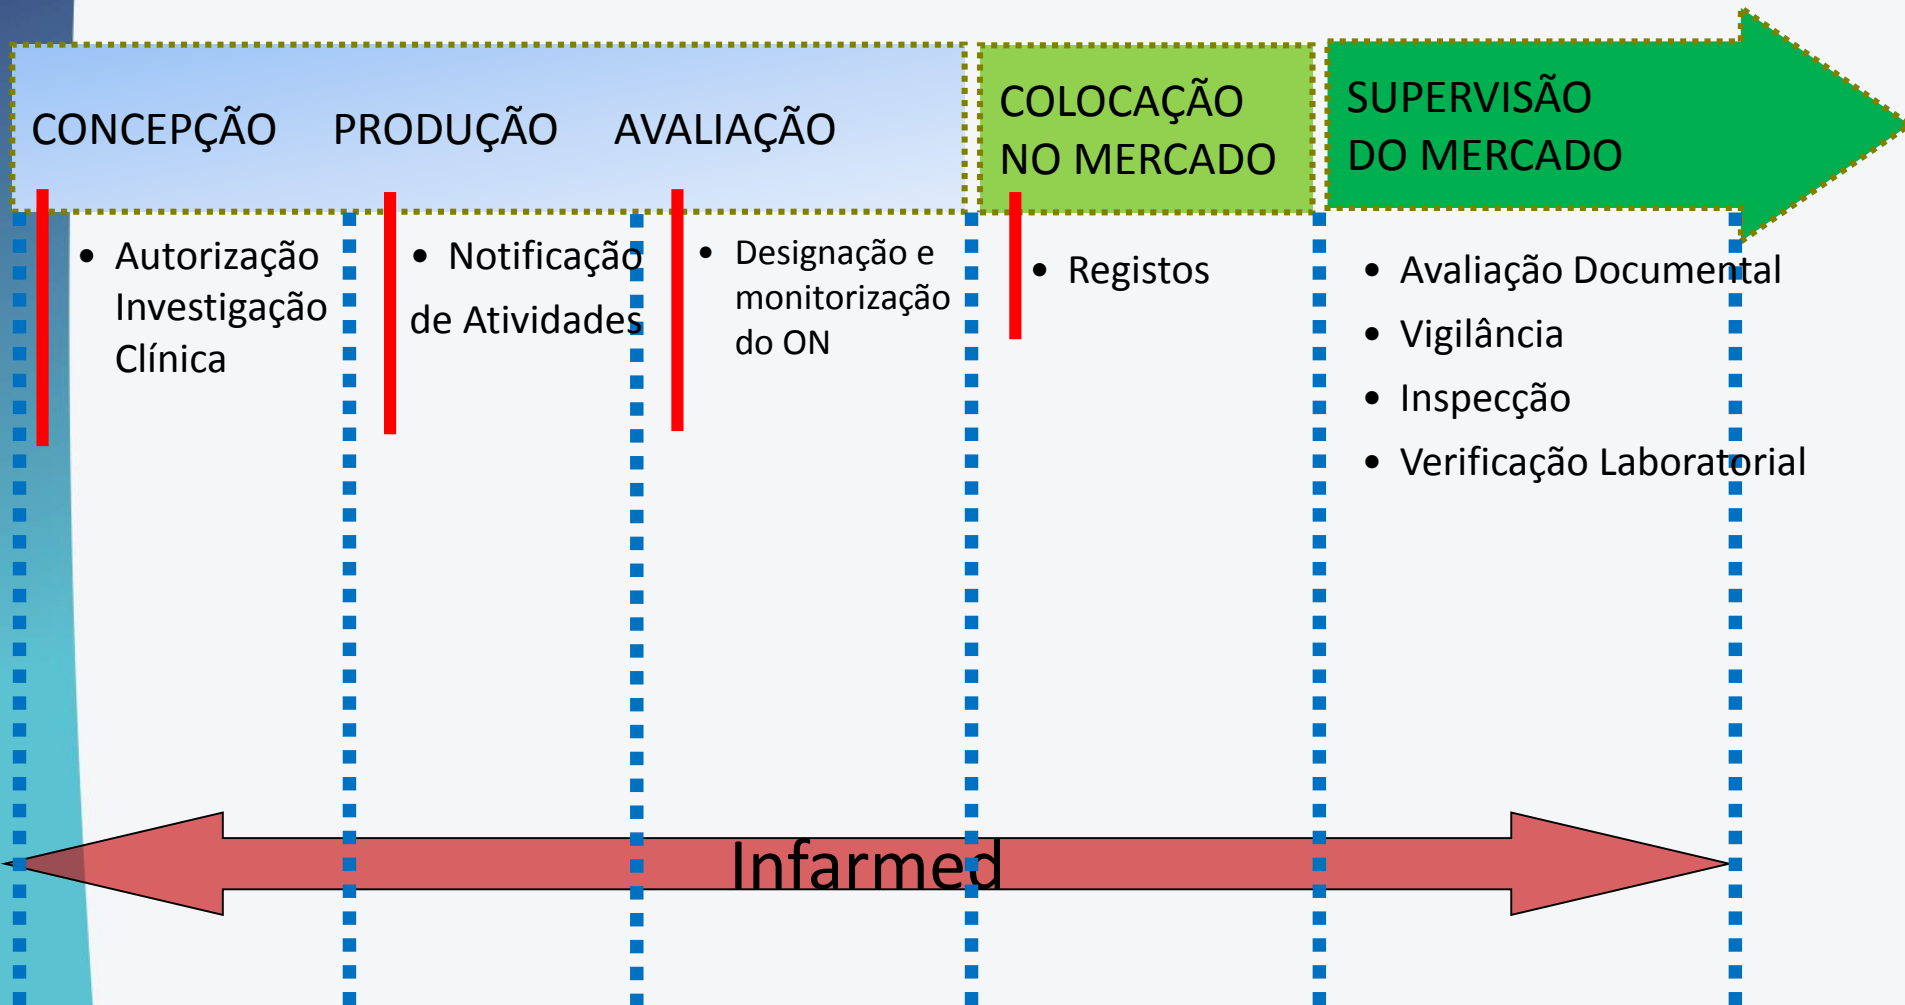 CONCEPÇÃO
PRODUÇÃO
AVALIAÇÃO
COLOCAÇÃO
NO MERCADO
SUPERVISÃO
DO MERCADO
• Autorização
Investigação
Clínica
• Notificação
de Atividades
• Designação e
monitorização
do ON
• Registos
• Avaliação Documental
• Vigilância
• Inspecção
• Verificação Laboratorial
Infarmed